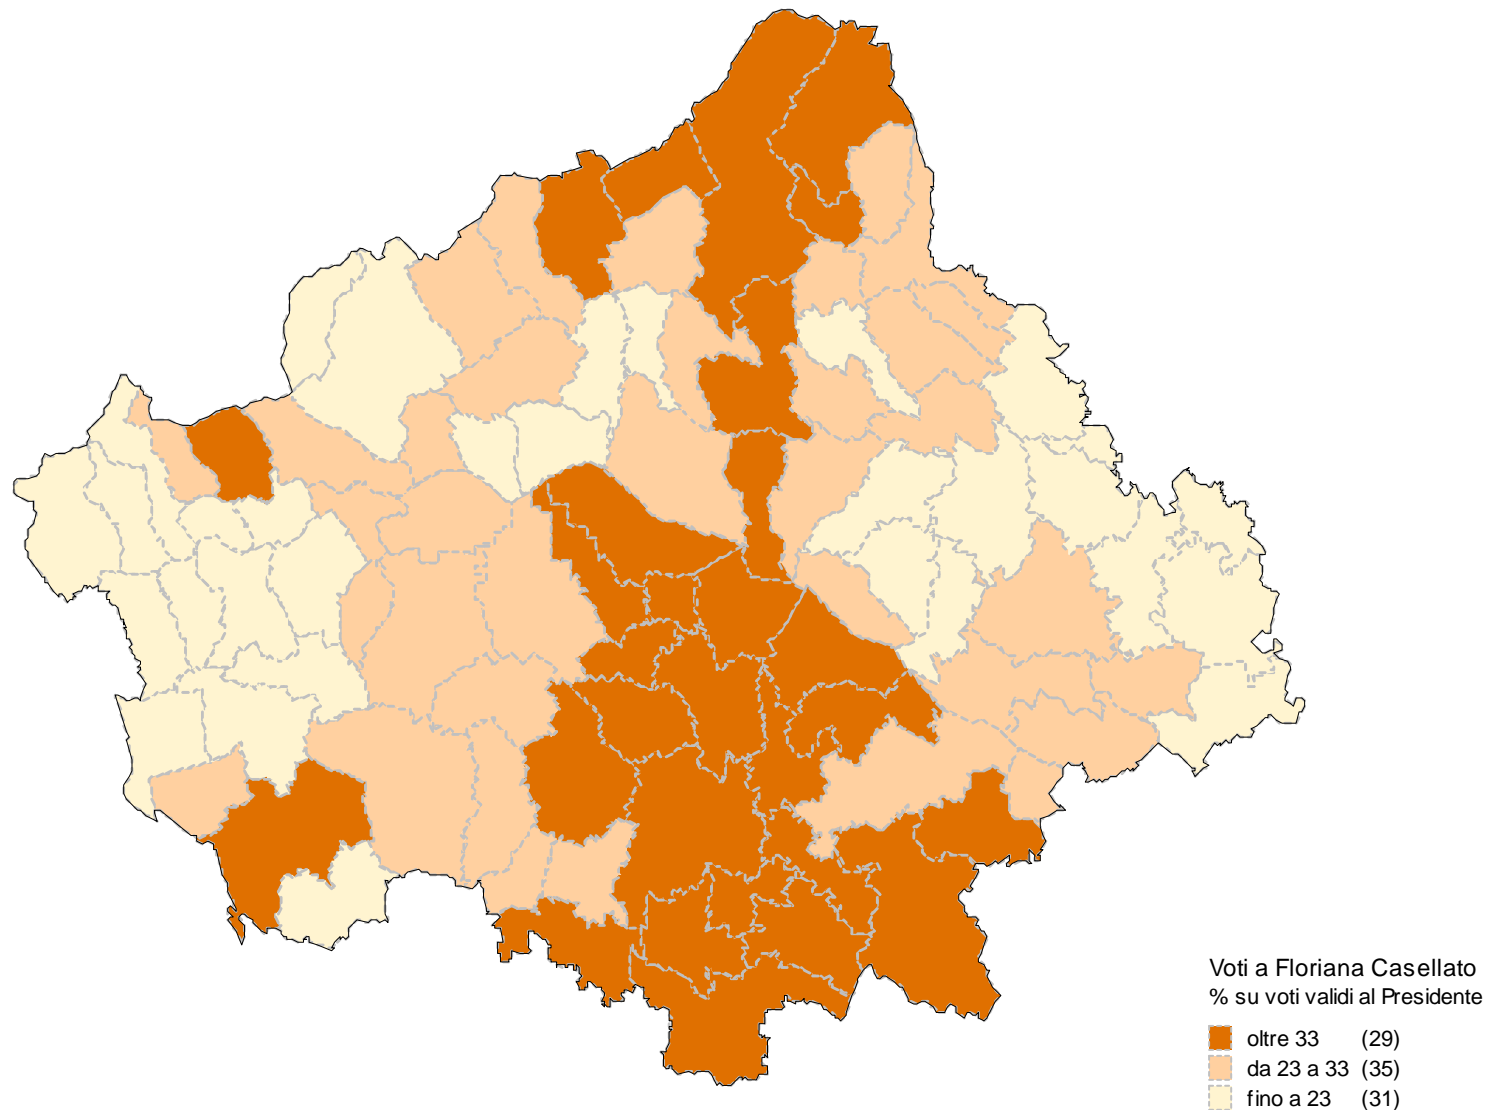 Voti a Floriana Casellato
% su voti validi al Presidente
oltre 33 (29)
da 23 a 33 (35)
fino a 23 (31)